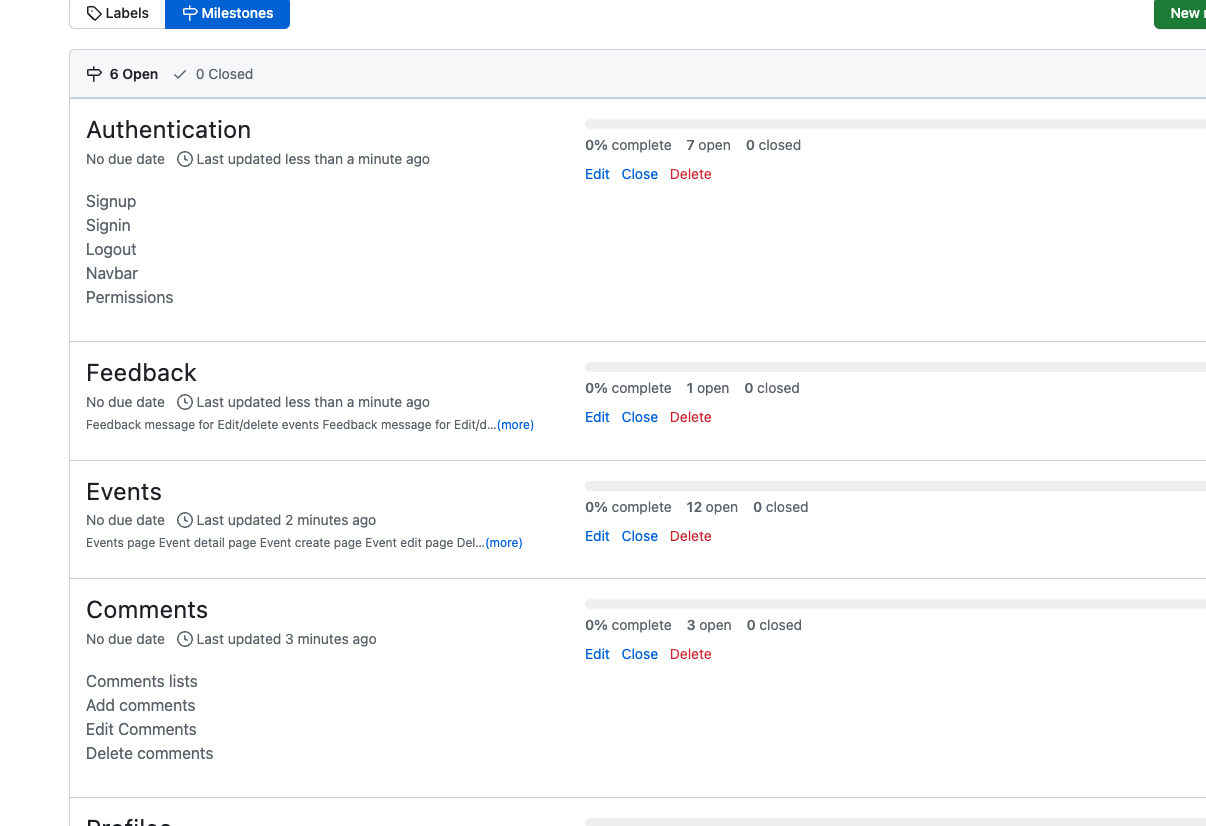 Labels Milestones New
6 Open 0 Closed
Authentication
No due date Last updated less than a minute ago
0% complete 7 open 0 closed
Edit Close Delete
Signup
Signin
Logout
Navbar
Permissions
Feedback
No due date Last updated less than a minute ago
Feedback message for Edit/delete events Feedback message for Edit/d...(more)
0% complete 1 open 0 closed
Edit Close Delete
Events
No due date Last updated 2 minutes ago
Events page Event detail page Event create page Event edit page Del...(more)
0% complete 12 open 0 closed
Edit Close Delete
Comments
No due date Last updated 3 minutes ago
0% complete 3 open 0 closed
Edit Close Delete
Comments lists
Add comments
Edit Comments
Delete comments
Profiles